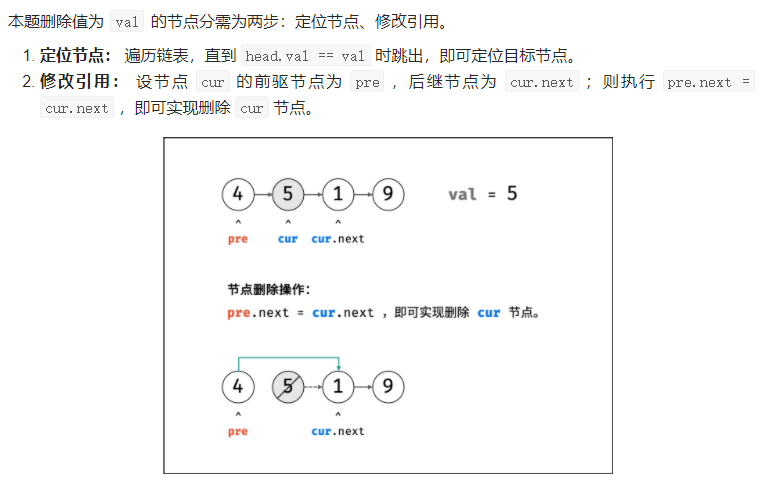 本题删除值为 val 的节点分需为两步：定位节点、修改引用。
1. 定位节点： 遍历链表，直到 head.val == val 时跳出，即可定位目标节点。
2. 修改引用： 设节点 cur 的前驱节点为 pre ，后继节点为 cur.next ；则执行 pre.next =
cur.next ，即可实现删除 cur 节点。
4 5 1 9 val = 5
^ ^ ^
pre cur cur.next
节点删除操作：
pre.next = cur.next ，即可实现删除 cur 节点。
4 5 1 9
^ ^
pre cur.next